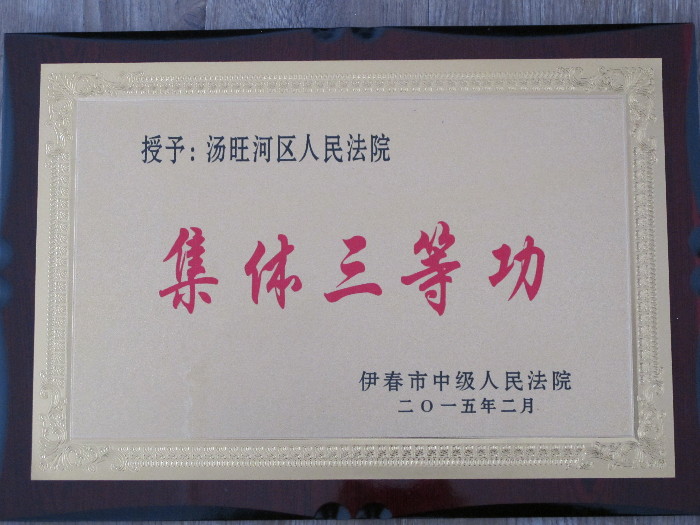 授予：汤旺河区人民法院
集体三等功
伊春市中级人民法院
二〇一五年二月